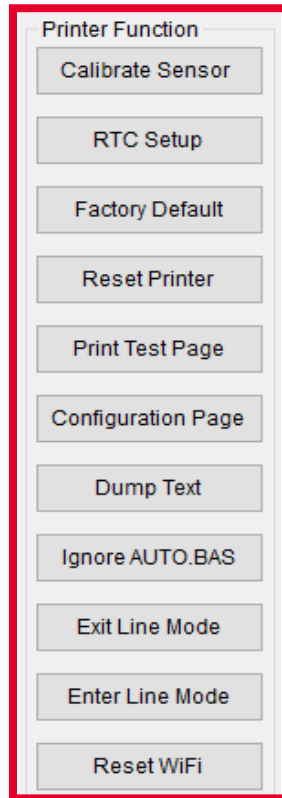 Printer Function
Calibrate Sensor
RTC Setup
Factory Default
Reset Printer
Print Test Page
Configuration Page
Dump Text
Ignore AUTO.BAS
Exit Line Mode
Enter Line Mode
Reset WiFi